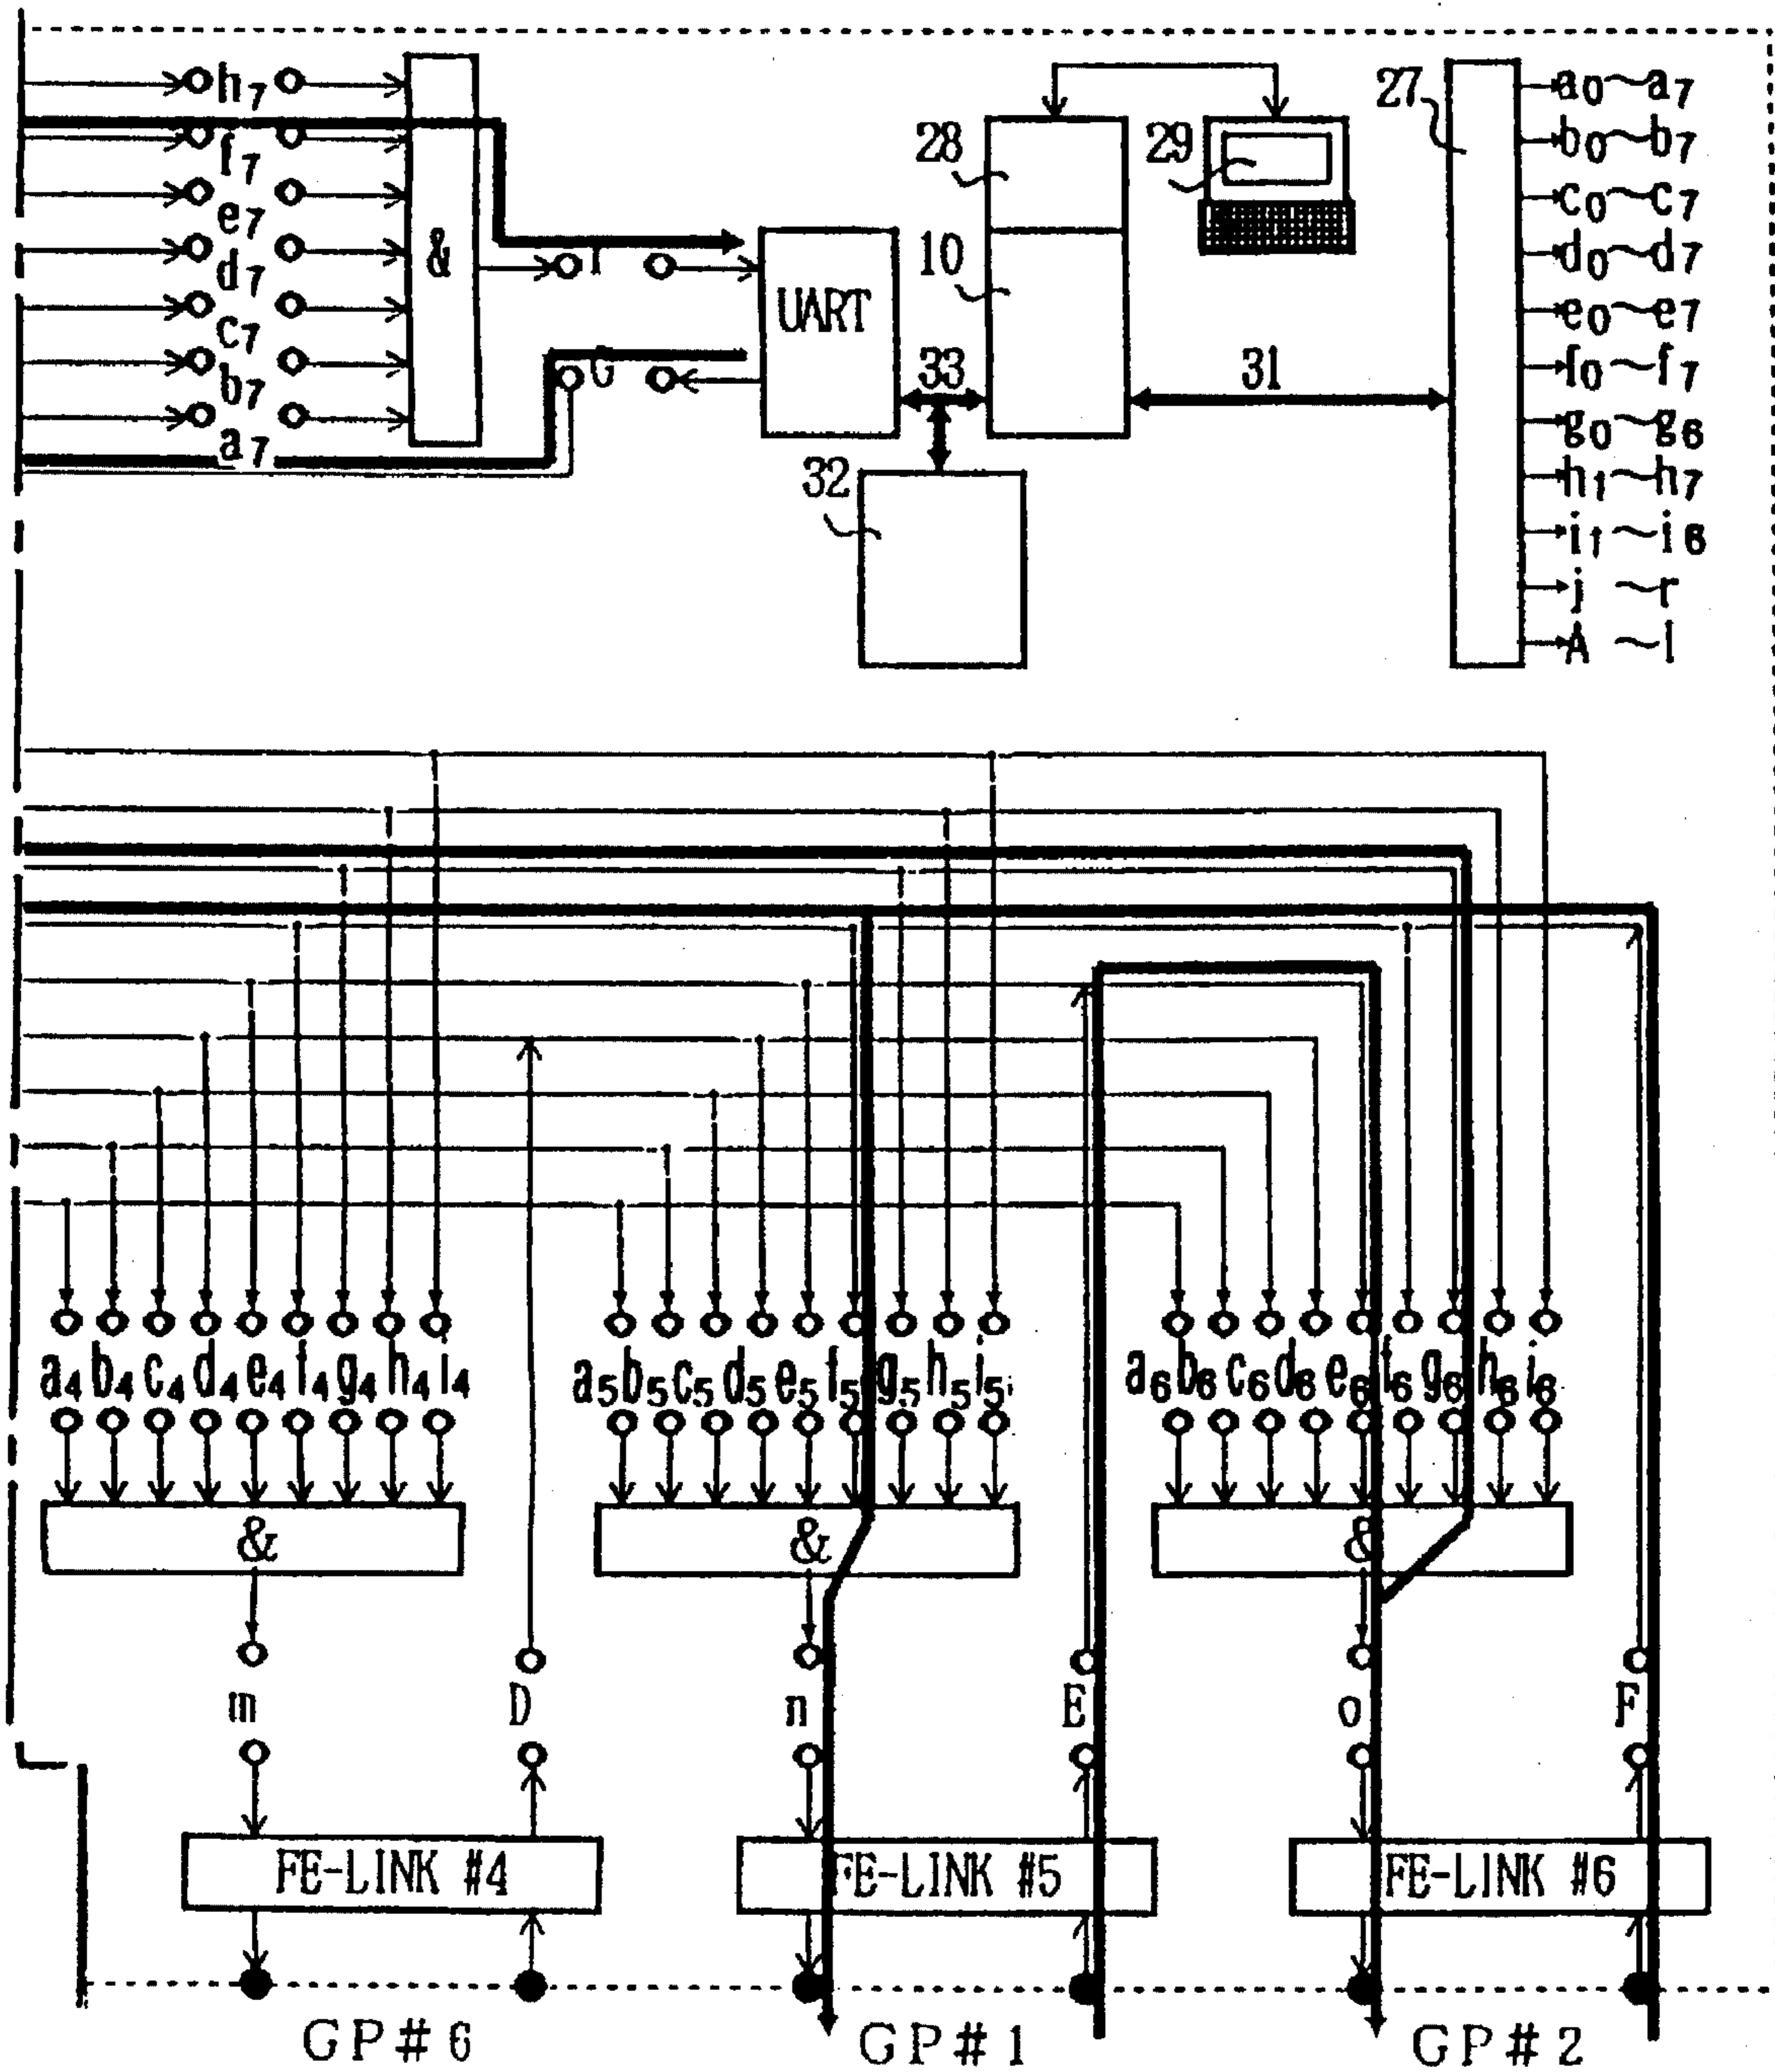 h7
f7
e7
d7
c7
b7
a7
&
I
G
UART
28
10
29
33
31
32
27
a0~a7
b0~b7
c0~c7
d0~d7
e0~e7
f0~f7
g0~g6
h1~h7
i1~i6
j ~r
A ~I
a4 b4 c4 d4 e4 f4 g4 h4 i4
a5 b5 c5 d5 e5 f5 g5 h5 i5
a6 b6 c6 d6 e6 f6 g6 h6 i6
& & &
m D n E o F
FE-LINK #4 FE-LINK #5 FE-LINK #6
GP#6 GP#1 GP#2